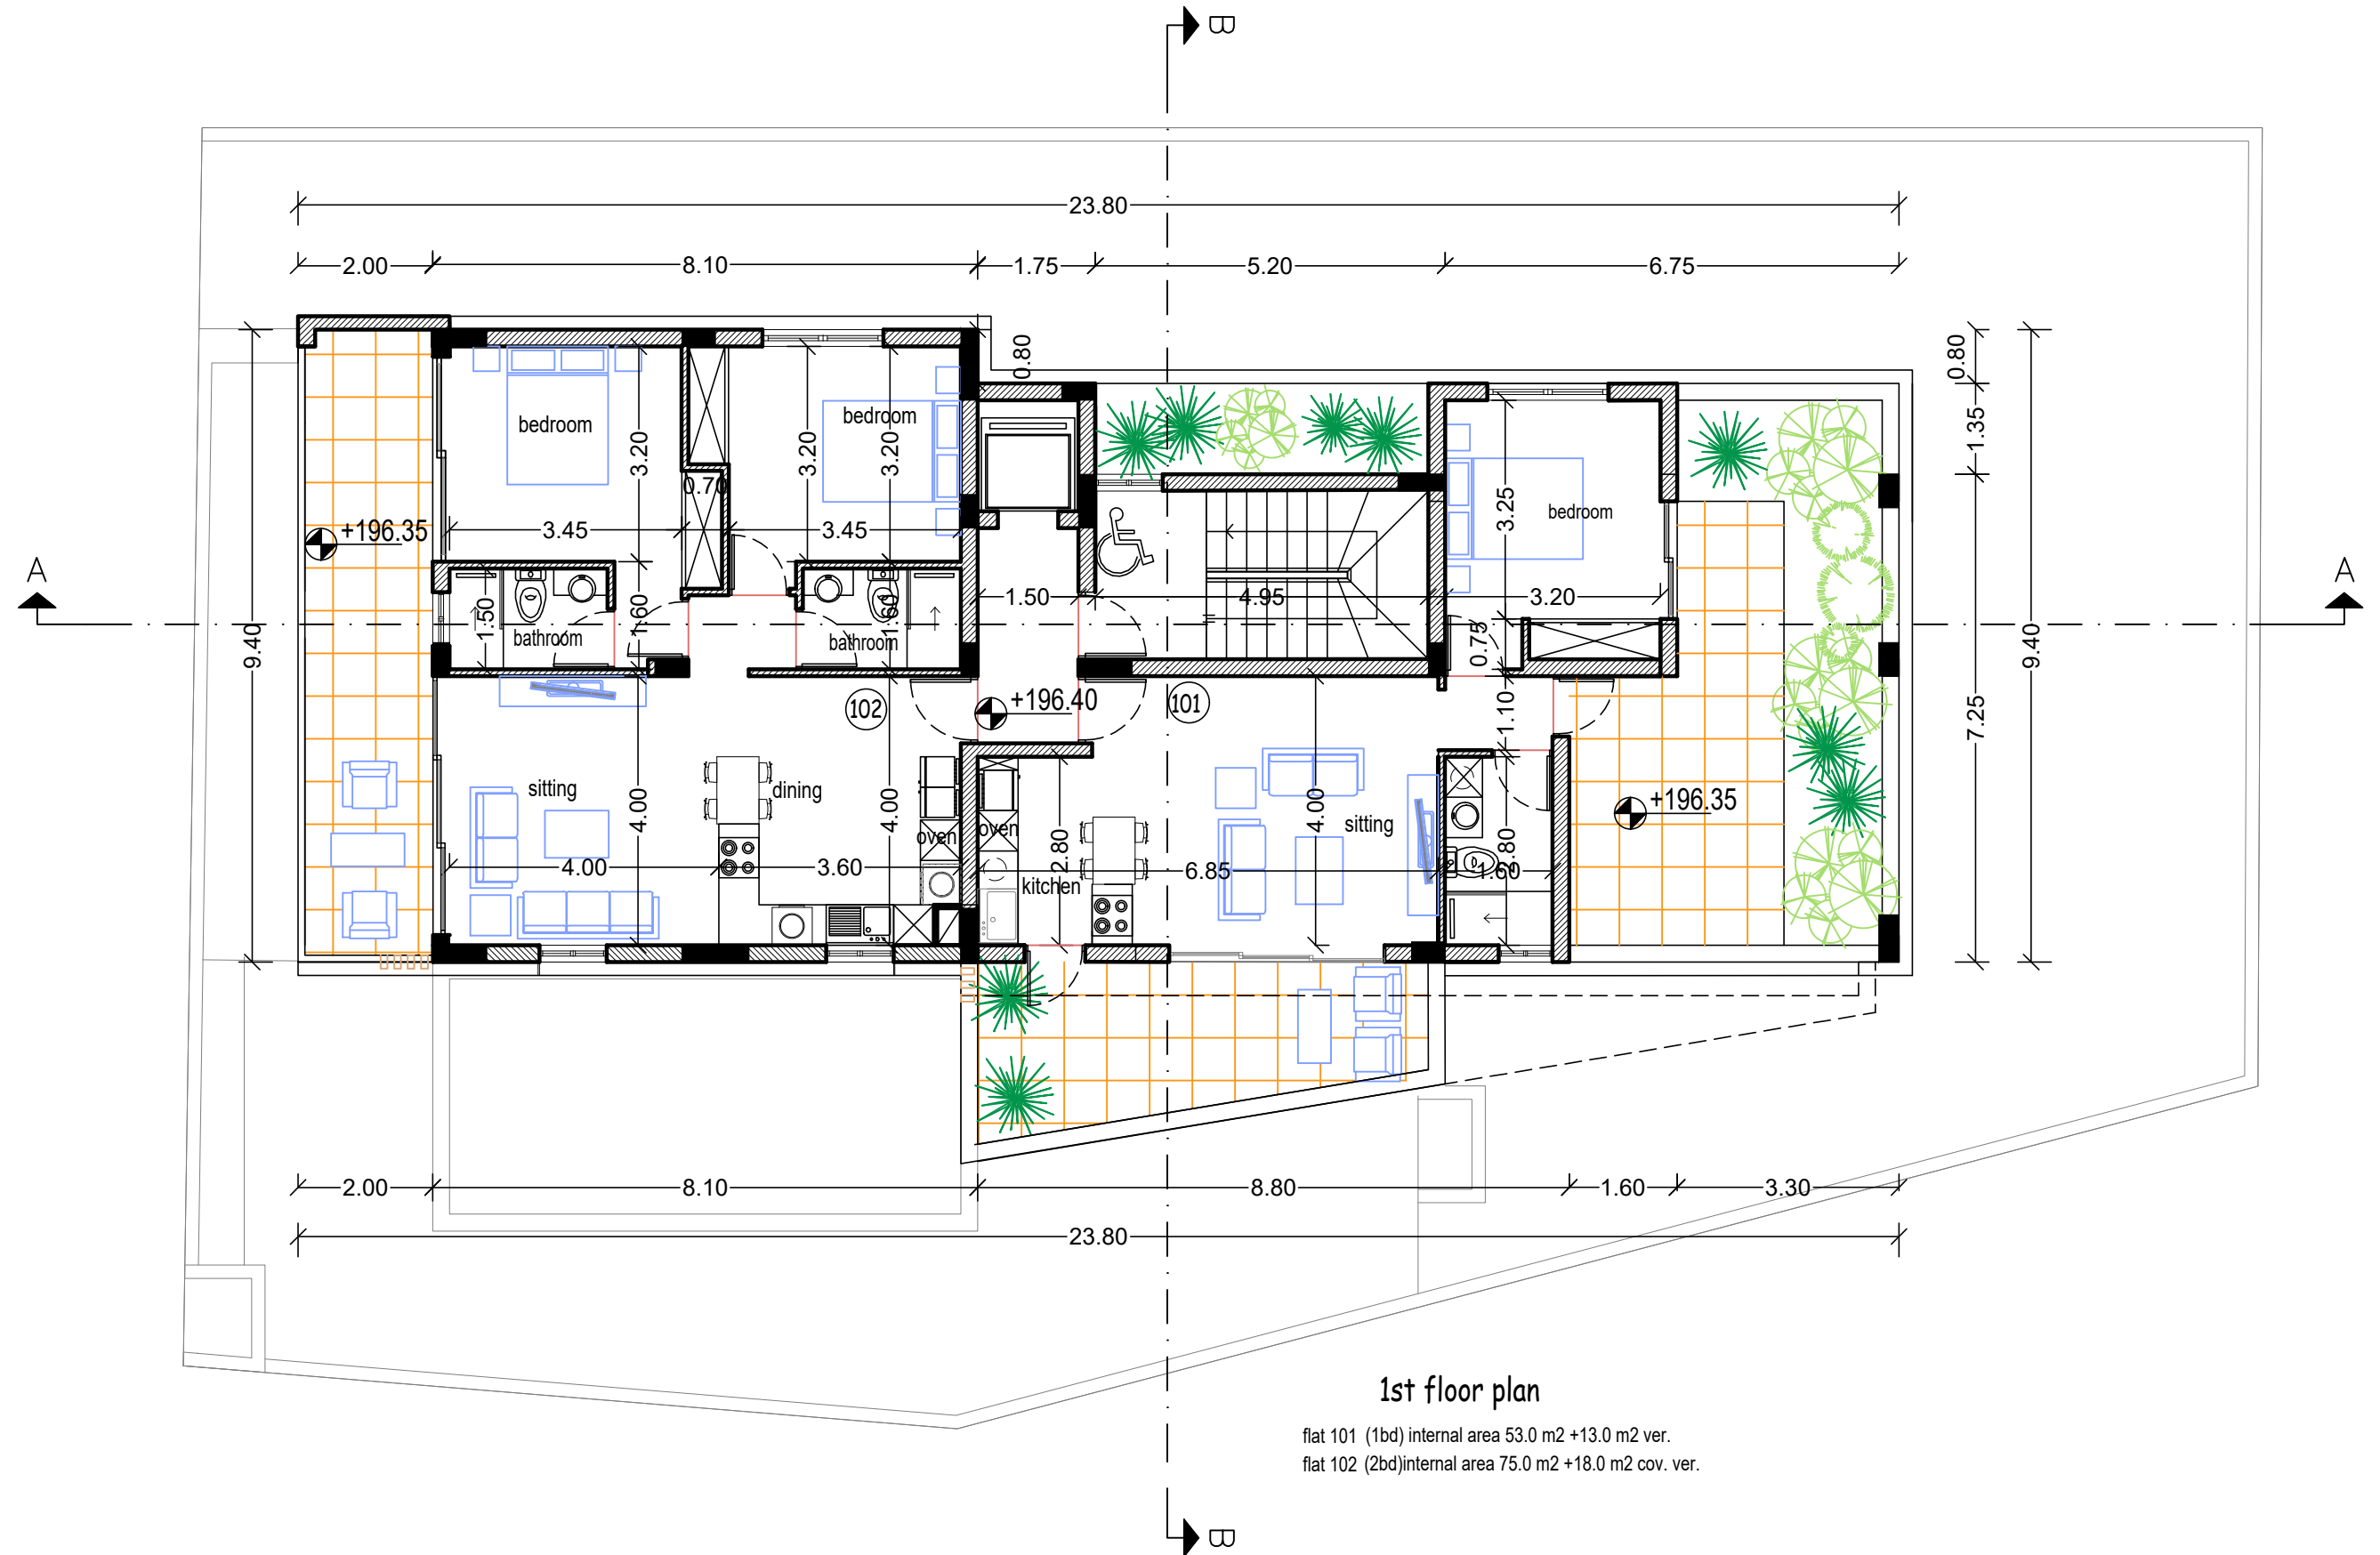 B
23.80
2.00 8.10 1.75 5.20 6.75
0.80 0.80
bedroom bedroom 1.35
3.20 3.20 3.20
0.70
3.25 bedroom
+196.35 3.45 3.45
A A
1.50 4.95 3.20
1.50 1.60 1.60 0.75
bathroom bathroom
9.40 9.40
102 +196.40 101 1.10
7.25
sitting dining 4.00 4.00 4.00 sitting +196.35
oven oven
2.80 2.80
4.00 3.60 6.85 1.60
kitchen
2.00 8.10 8.80 1.60 3.30
23.80
1st floor plan
flat 101 (1bd) internal area 53.0 m2 +13.0 m2 ver.
flat 102 (2bd)internal area 75.0 m2 +18.0 m2 cov. ver.
B